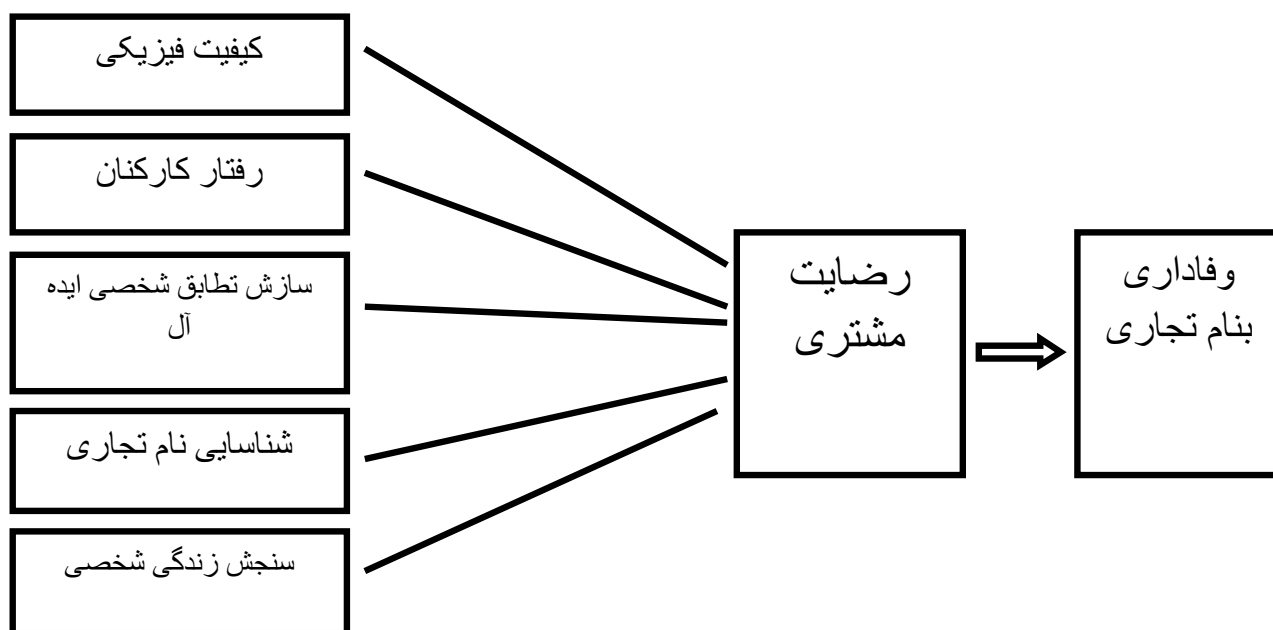 کیفیت فیزیکی
رفتار کارکنان
سازش تطابق شخصی ایده
آل
شناسایی نام تجاری
سنجش زندگی شخصی
رضایت
مشتری
وفاداری
بنام تجاری